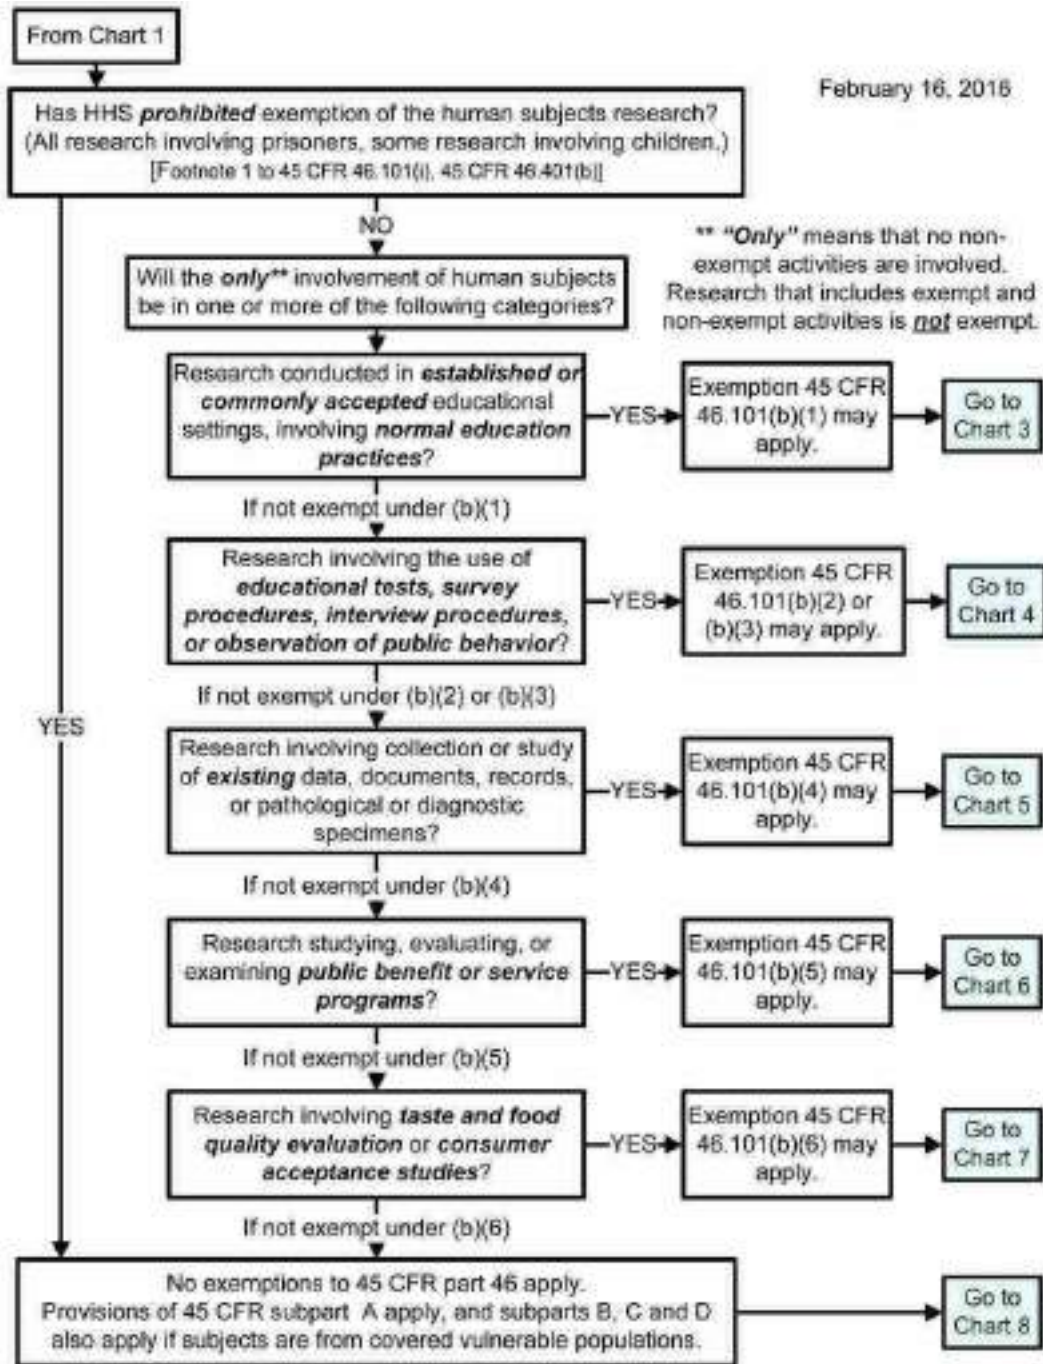 From Chart 1
February 16, 2016
Has HHS prohibited exemption of the human subjects research?
(All research involving prisoners, some research involving children.)
[Footnote 1 to 45 CFR 46.101(i), 45 CFR 46.401(b)]
NO
** "Only" means that no non-
exempt activities are involved.
Research that includes exempt and
non-exempt activities is not exempt.
Will the only** involvement of human subjects
be in one or more of the following categories?
Research conducted in established or
commonly accepted educational
settings, involving normal education
practices?
YES
Exemption 45 CFR
46.101(b)(1) may
apply.
Go to
Chart 3
If not exempt under (b)(1)
Research involving the use of
educational tests, survey
procedures, interview procedures,
or observation of public behavior?
YES
Exemption 45 CFR
46.101(b)(2) or
(b)(3) may apply.
Go to
Chart 4
If not exempt under (b)(2) or (b)(3)
YES
Research involving collection or study
of existing data, documents, records,
or pathological or diagnostic
specimens?
YES
Exemption 45 CFR
46.101(b)(4) may
apply.
Go to
Chart 5
If not exempt under (b)(4)
Research studying, evaluating, or
examining public benefit or service
programs?
YES
Exemption 45 CFR
46.101(b)(5) may
apply.
Go to
Chart 6
If not exempt under (b)(5)
Research involving taste and food
quality evaluation or consumer
acceptance studies?
YES
Exemption 45 CFR
46.101(b)(6) may
apply.
Go to
Chart 7
If not exempt under (b)(6)
No exemptions to 45 CFR part 46 apply.
Provisions of 45 CFR subpart A apply, and subparts B, C and D
also apply if subjects are from covered vulnerable populations.
Go to
Chart 8